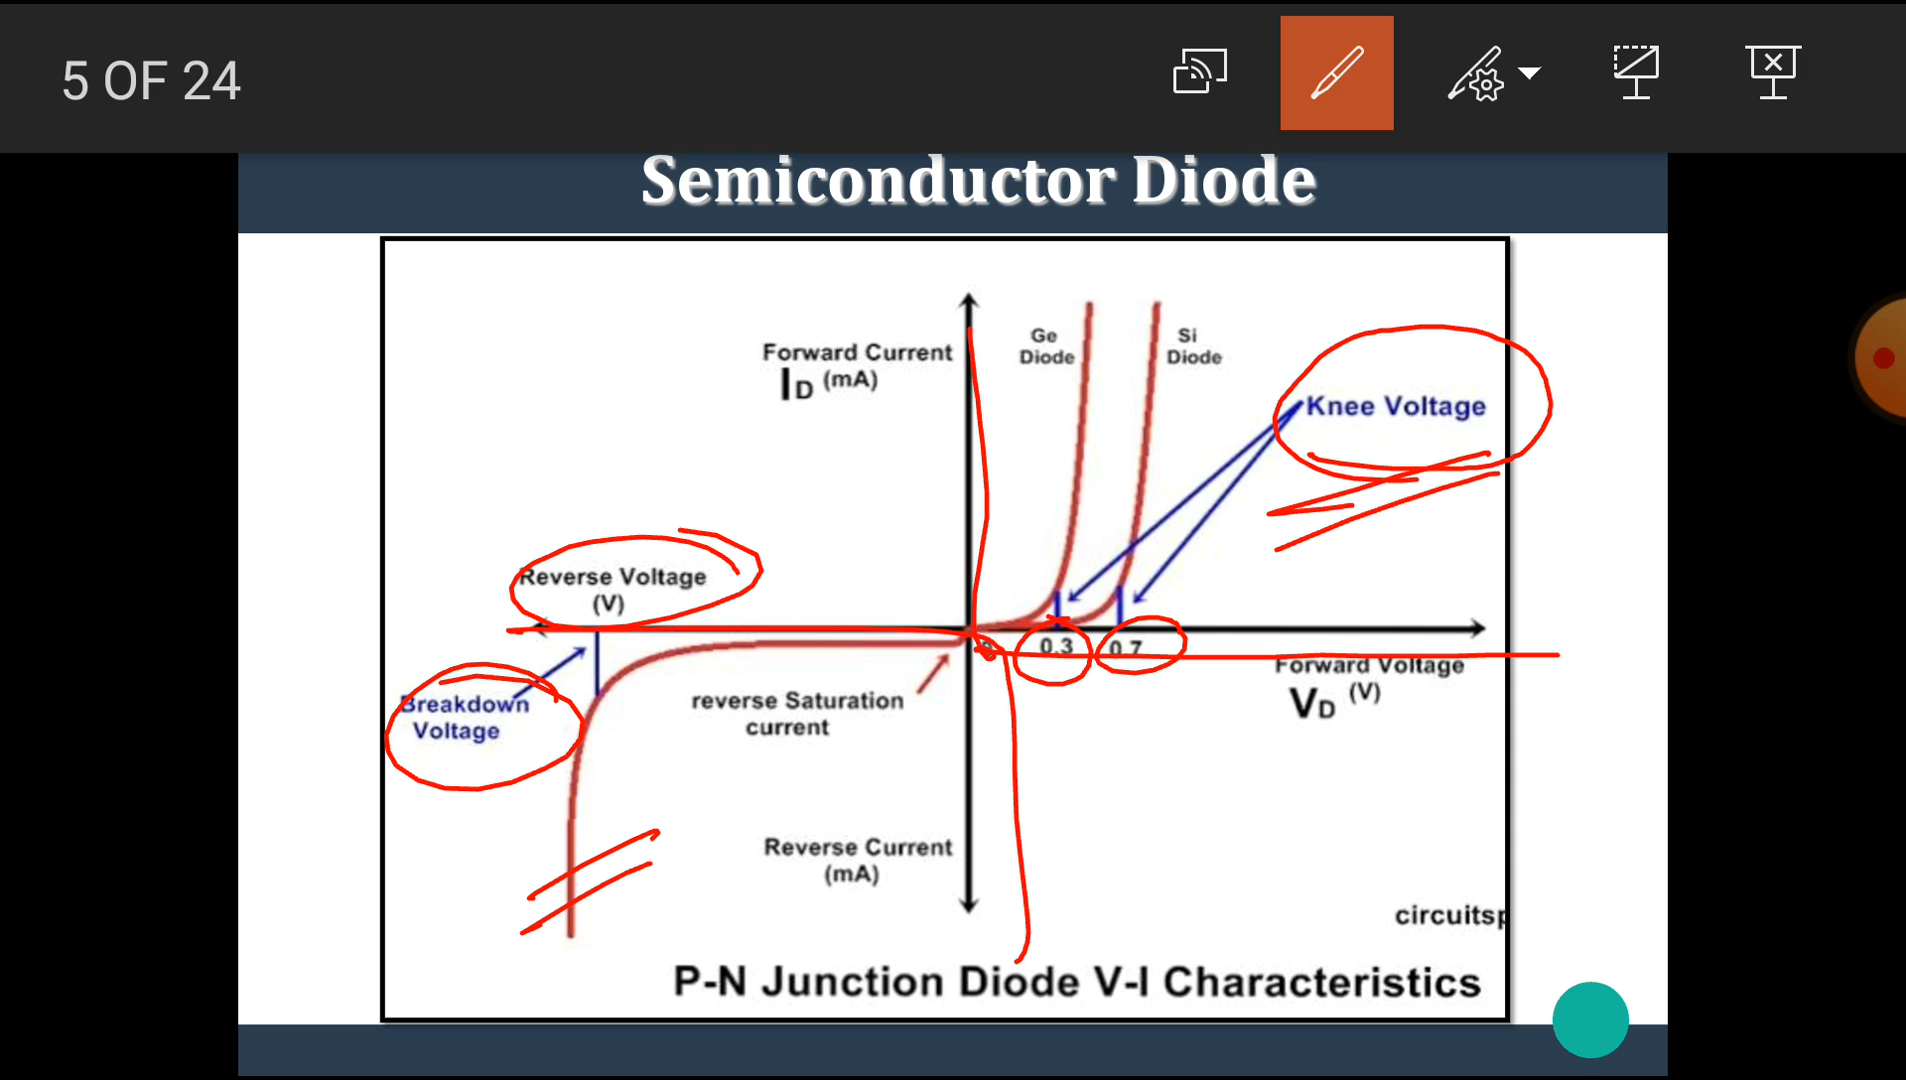 5 OF 24
Semiconductor Diode
Forward Current
ID (mA)
Ge
Diode
Si
Diode
Knee Voltage
Reverse Voltage
(V)
0.3
0.7
Forward Voltage
VD (V)
Breakdown
Voltage
reverse Saturation
current
Reverse Current
(mA)
circuitsp
P-N Junction Diode V-I Characteristics